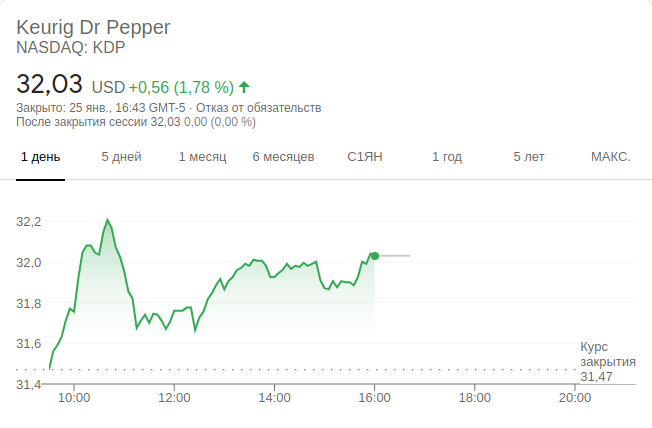 Keurig Dr Pepper
NASDAQ: KDP
32,03 USD +0,56 (1,78 %)
Закрыто: 25 янв., 16:43 GMT-5 · Отказ от обязательств
После закрытия сессии 32,03 0,00 (0,00 %)
1 день 5 дней 1 месяц 6 месяцев С1ЯН 1 год 5 лет МАКС.
32,2
32,0
31,8
31,6
Курс
закрытия
31,47
31,4
10:00 12:00 14:00 16:00 18:00 20:00